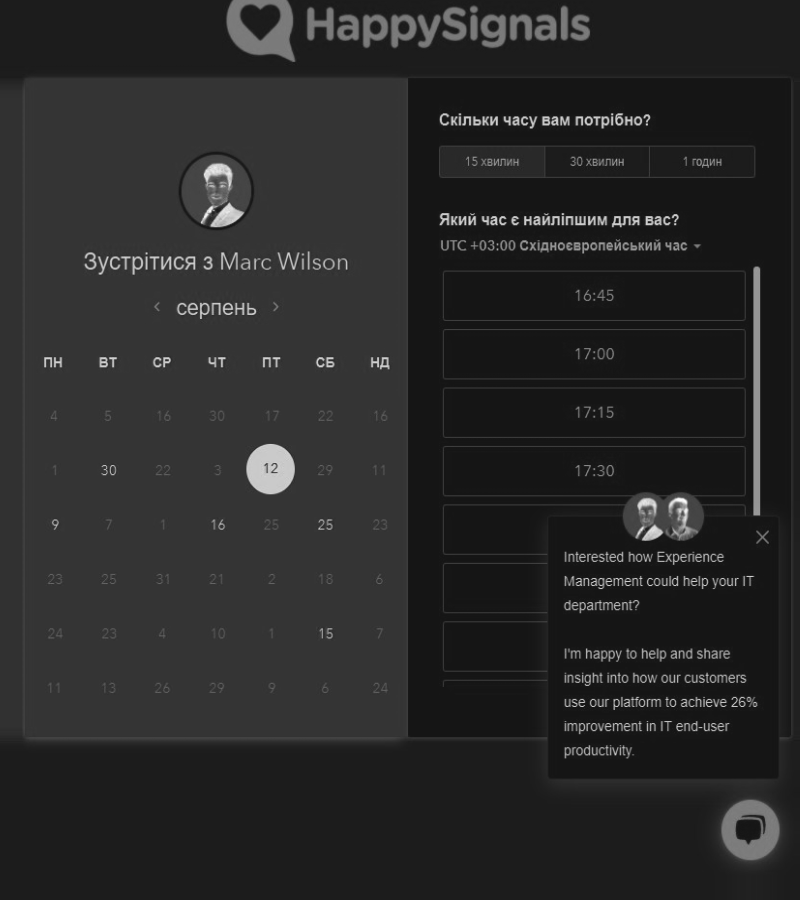 HappySignals
Зустрітися з Marc Wilson
серпень
ПН ВТ СР ЧТ ПТ СБ НД
4 5 16 30 17 22 16
1 30 22 3 12 29 11
9 7 1 16 25 25 23
23 25 31 21 2 18 6
24 23 4 10 1 15 7
11 13 26 29 9 6 24
Скільки часу вам потрібно?
15 хвилин 30 хвилин 1 годин
Який час є найліпшим для вас?
UTC +03:00 Східноєвропейський час
16:45
17:00
17:15
17:30
Interested how Experience
Management could help your IT
department?
I'm happy to help and share
insight into how our customers
use our platform to achieve 26%
improvement in IT end-user
productivity.